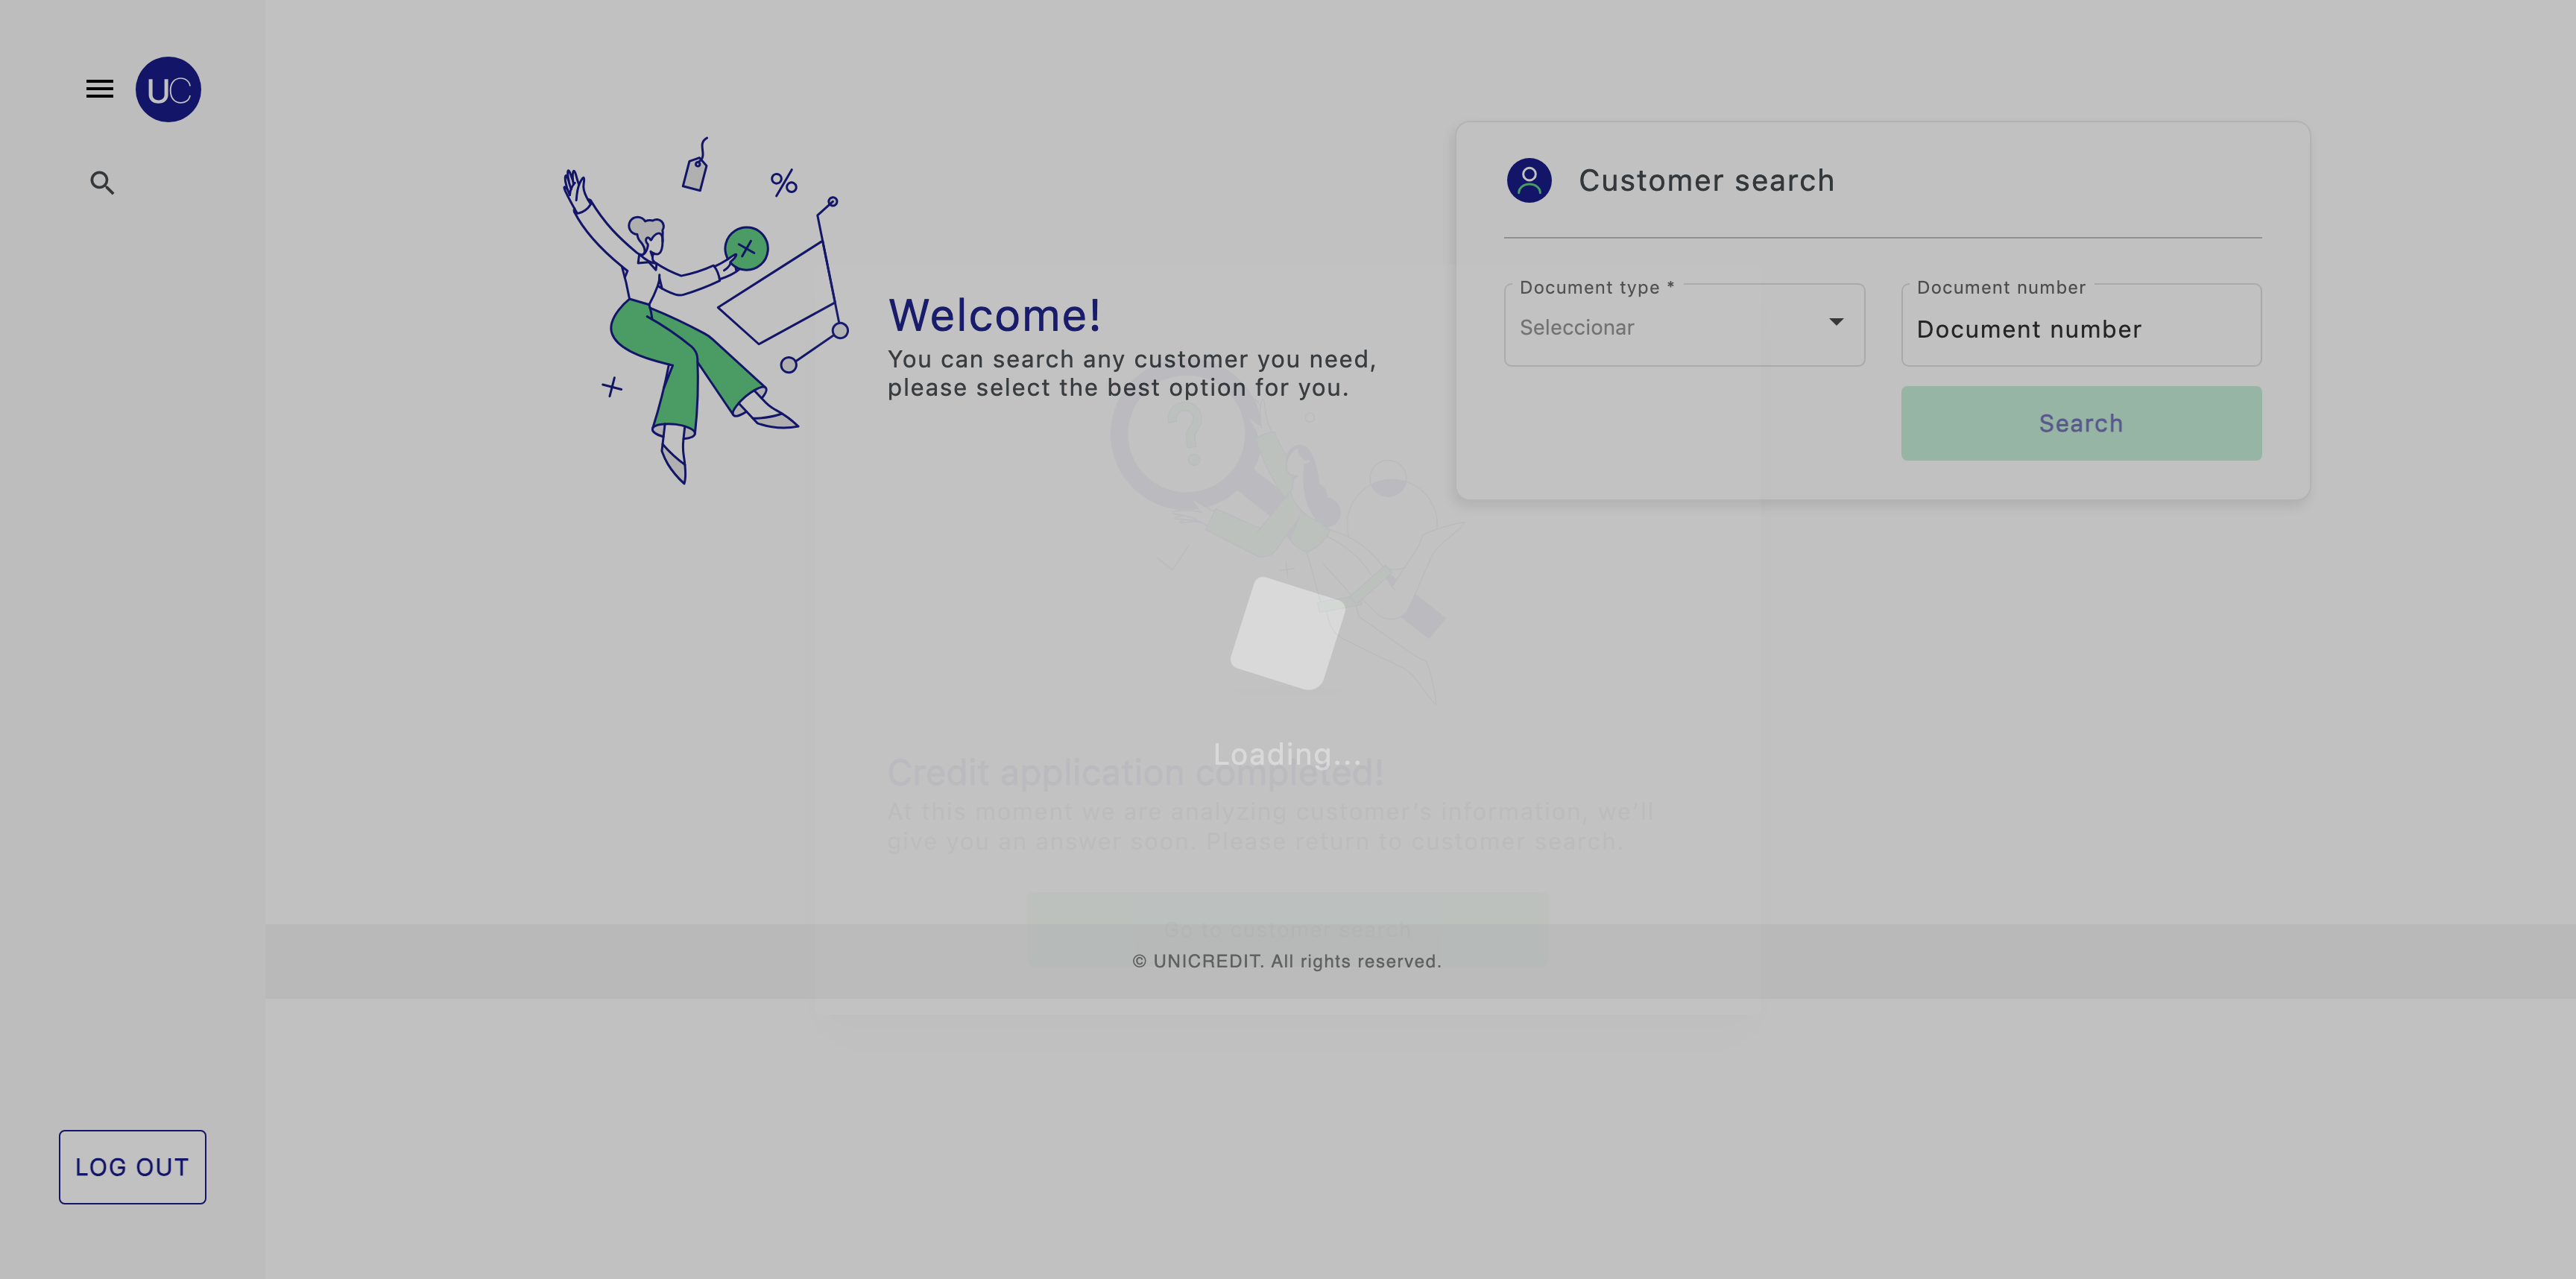 UC
Welcome!
You can search any customer you need,
please select the best option for you.
Customer search
Document type *
Seleccionar
Document number
Document number
Search
Loading...
Credit application completed!
At this moment we are analyzing customer's information, we'll
give you an answer soon. Please return to customer search.
Go to customer search
© UNICREDIT. All rights reserved.
LOG OUT